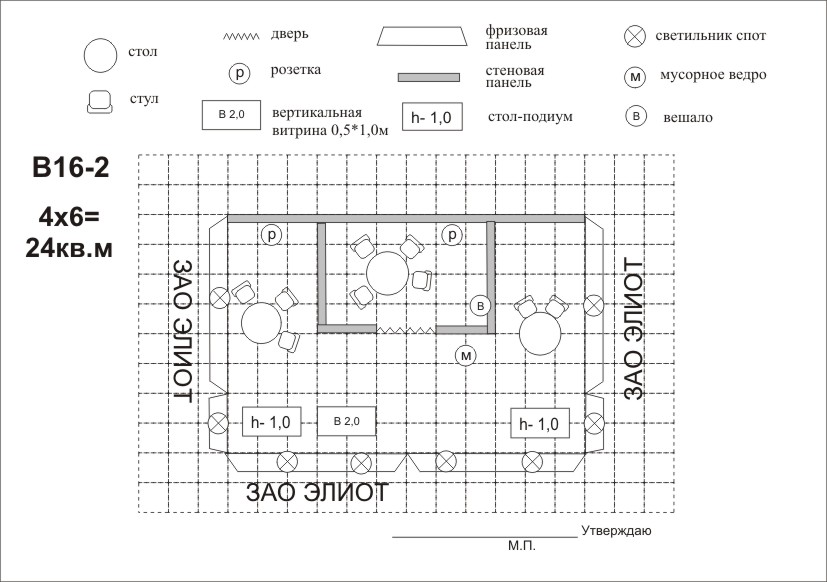 стол
стул
дверь
р
розетка
В 2,0
вертикальная
витрина 0,5*1,0м
фризовая
панель
стеновая
панель
h- 1,0
стол-подиум
светильник спот
м
мусорное ведро
в
вешало
В16-2
4х6=
24кв.м
р
р
в
м
ЗАО ЭЛИОТ
ЗАО ЭЛИОТ
h- 1,0
В 2,0
h- 1,0
ЗАО ЭЛИОТ
Утверждаю
М.П.